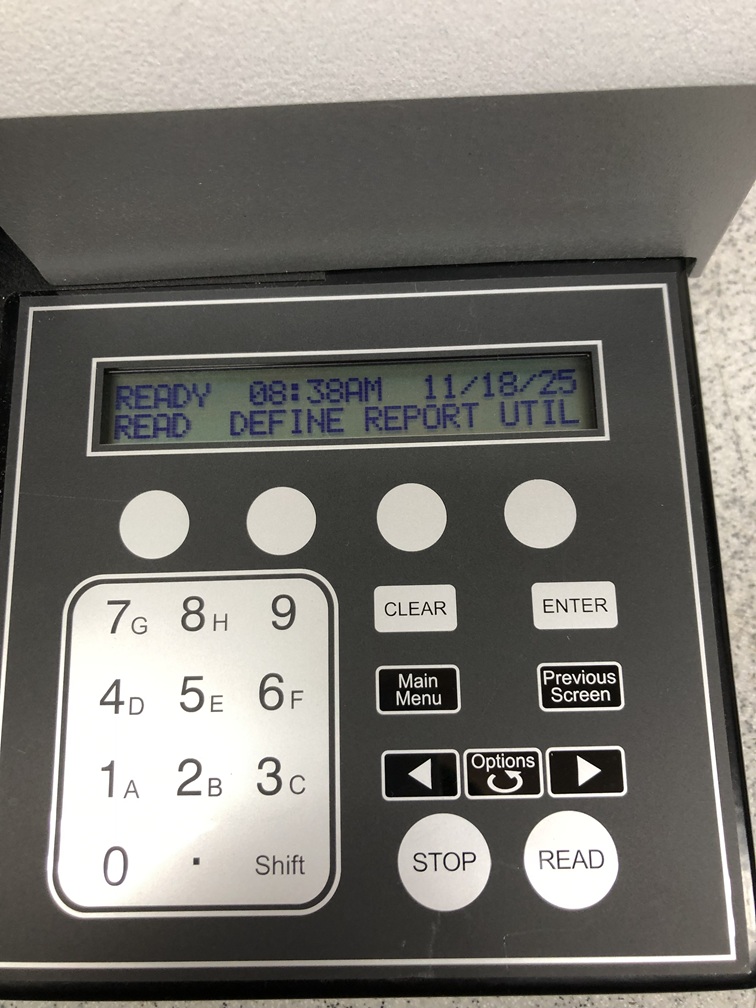 READY 08:38AM 11/18/25
READ DEFINE REPORT UTIL
7G 8H 9
CLEAR
ENTER
4D 5E 6F
Main
Menu
Previous
Screen
1A 2B 3C
Options
0 . Shift
STOP
READ